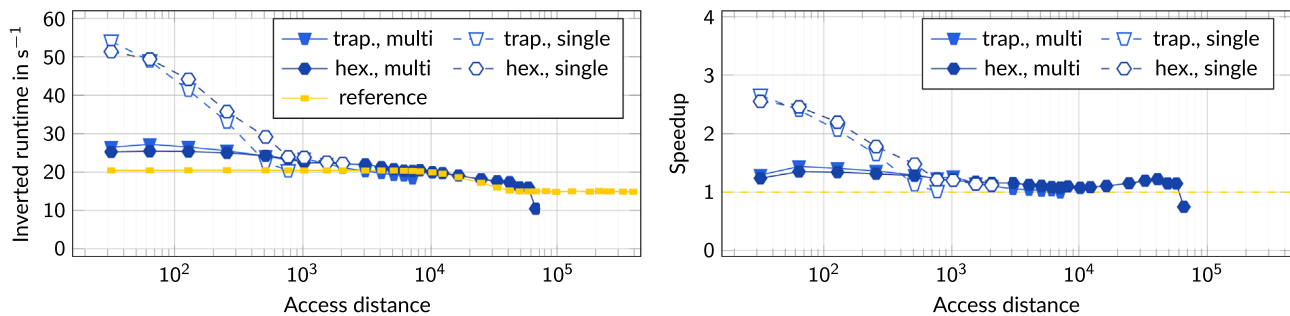 Inverted runtime in s⁻¹
60
50
40
30
20
10
0
10² 10³ 10⁴ 10⁵
Access distance
trap., multi trap., single
hex., multi hex., single
reference
Speedup
4
3
2
1
0
10² 10³ 10⁴ 10⁵
Access distance
trap., multi trap., single
hex., multi hex., single